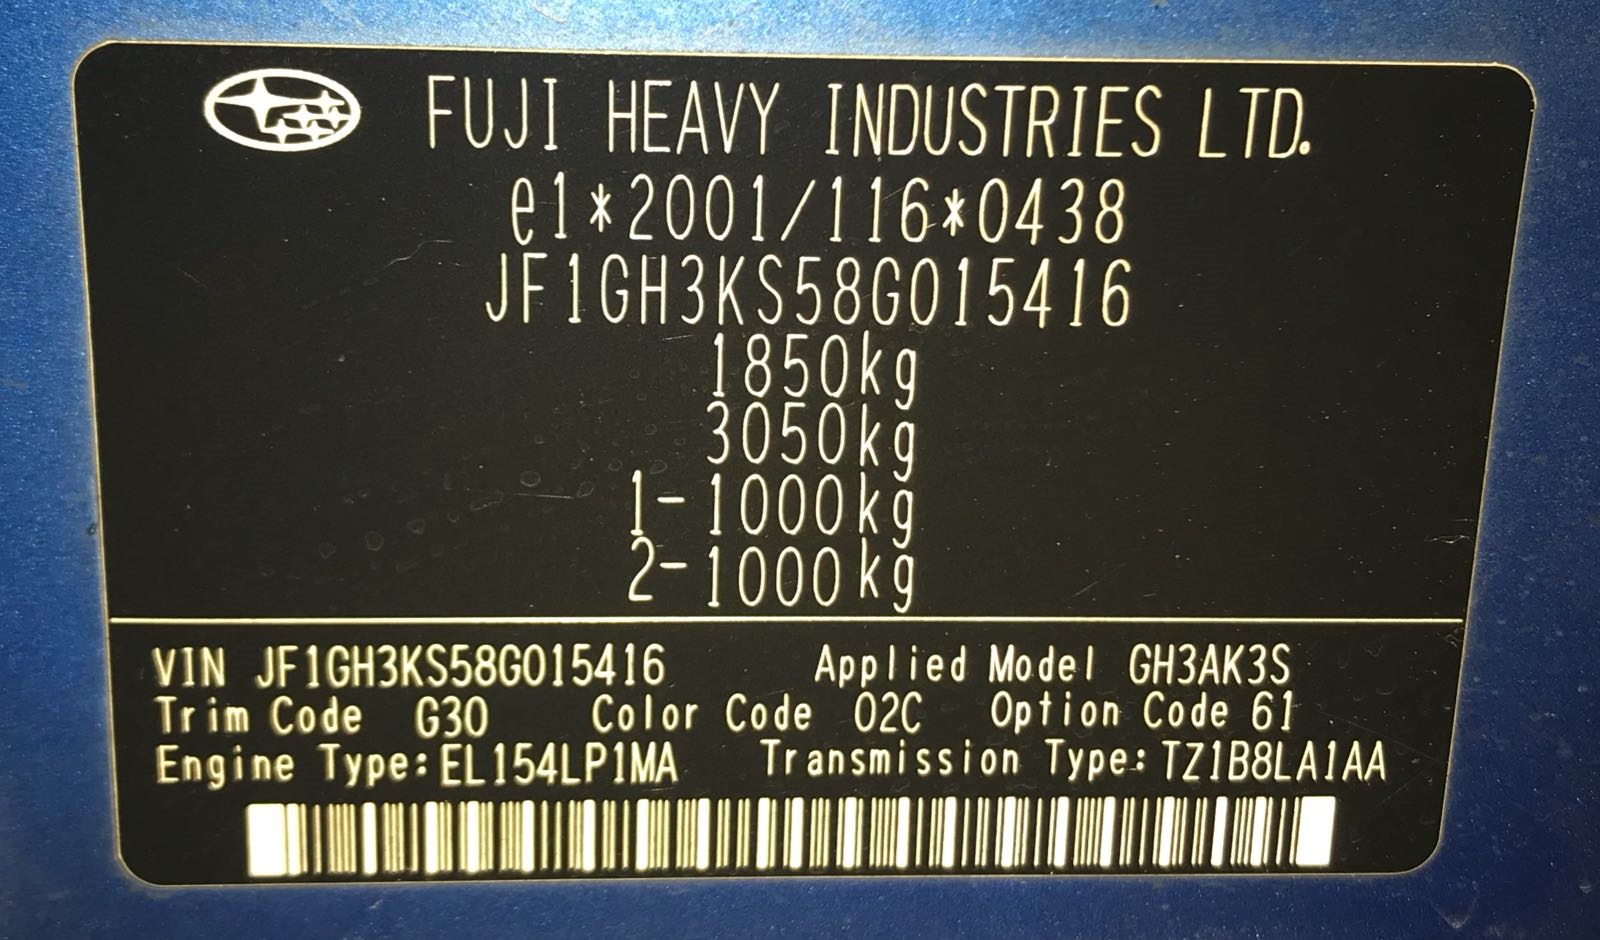 FUJI HEAVY INDUSTRIES LTD.
e1*2001/116*0438
JF1GH3KS58G015416
1850kg
3050kg
1-1000kg
2-1000kg
VIN JF1GH3KS58G015416 Applied Model GH3AK3S
Trim Code G30 Color Code 02C Option Code 61
Engine Type:EL154LP1MA Transmission Type:TZ1B8LA1AA